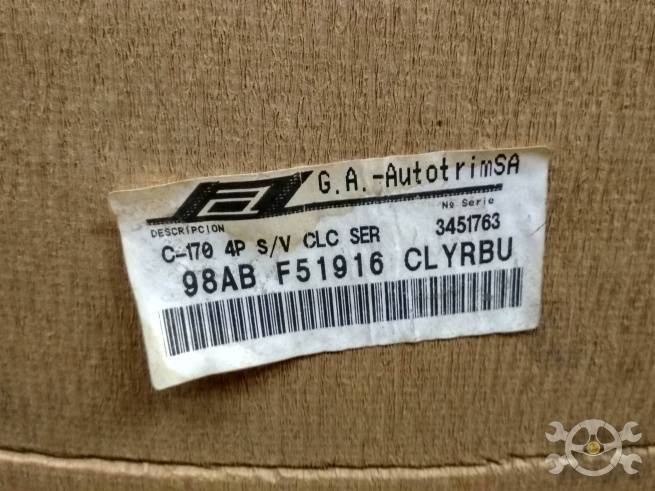 G.A.-AutotrimSA
DESCRIPCION Nº Serie
C-170 4P S/V CLC SER 3451763
98AB F51916 CLYRBU